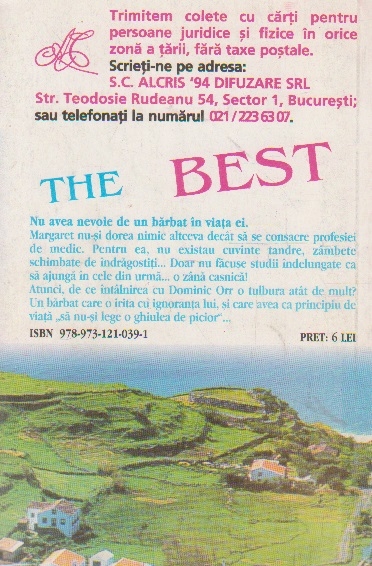 Trimitem colete cu cărți pentru
persoane juridice și fizice în orice
zonă a țării, fără taxe poștale.
Scrieți-ne pe adresa:
S.C. ALCRIS '94 DIFUZARE SRL
Str. Teodosie Rudeanu 54, Sector 1, București;
sau telefonați la numărul 021/223 63 07.
THE BEST
Nu avea nevoie de un bărbat în viața ei.
Margaret nu-și dorea nimic altceva decât să se consacre profesiei
de medic. Pentru ea, nu existau cuvinte tandre, zâmbete
schimbate de îndrăgostiți... Doar nu făcuse studii îndelungate ca
să ajungă în cele din urmă... o zână casnică!
Atunci, de ce întâlnirea cu Dominic Orr o tulbura atât de mult?
Un bărbat care o irita cu ignoranța lui, și care avea ca principiu de
viață „să nu-și lege o ghiulea de picior"...
ISBN 978-973-121-039-1 PREȚ: 6 LEI